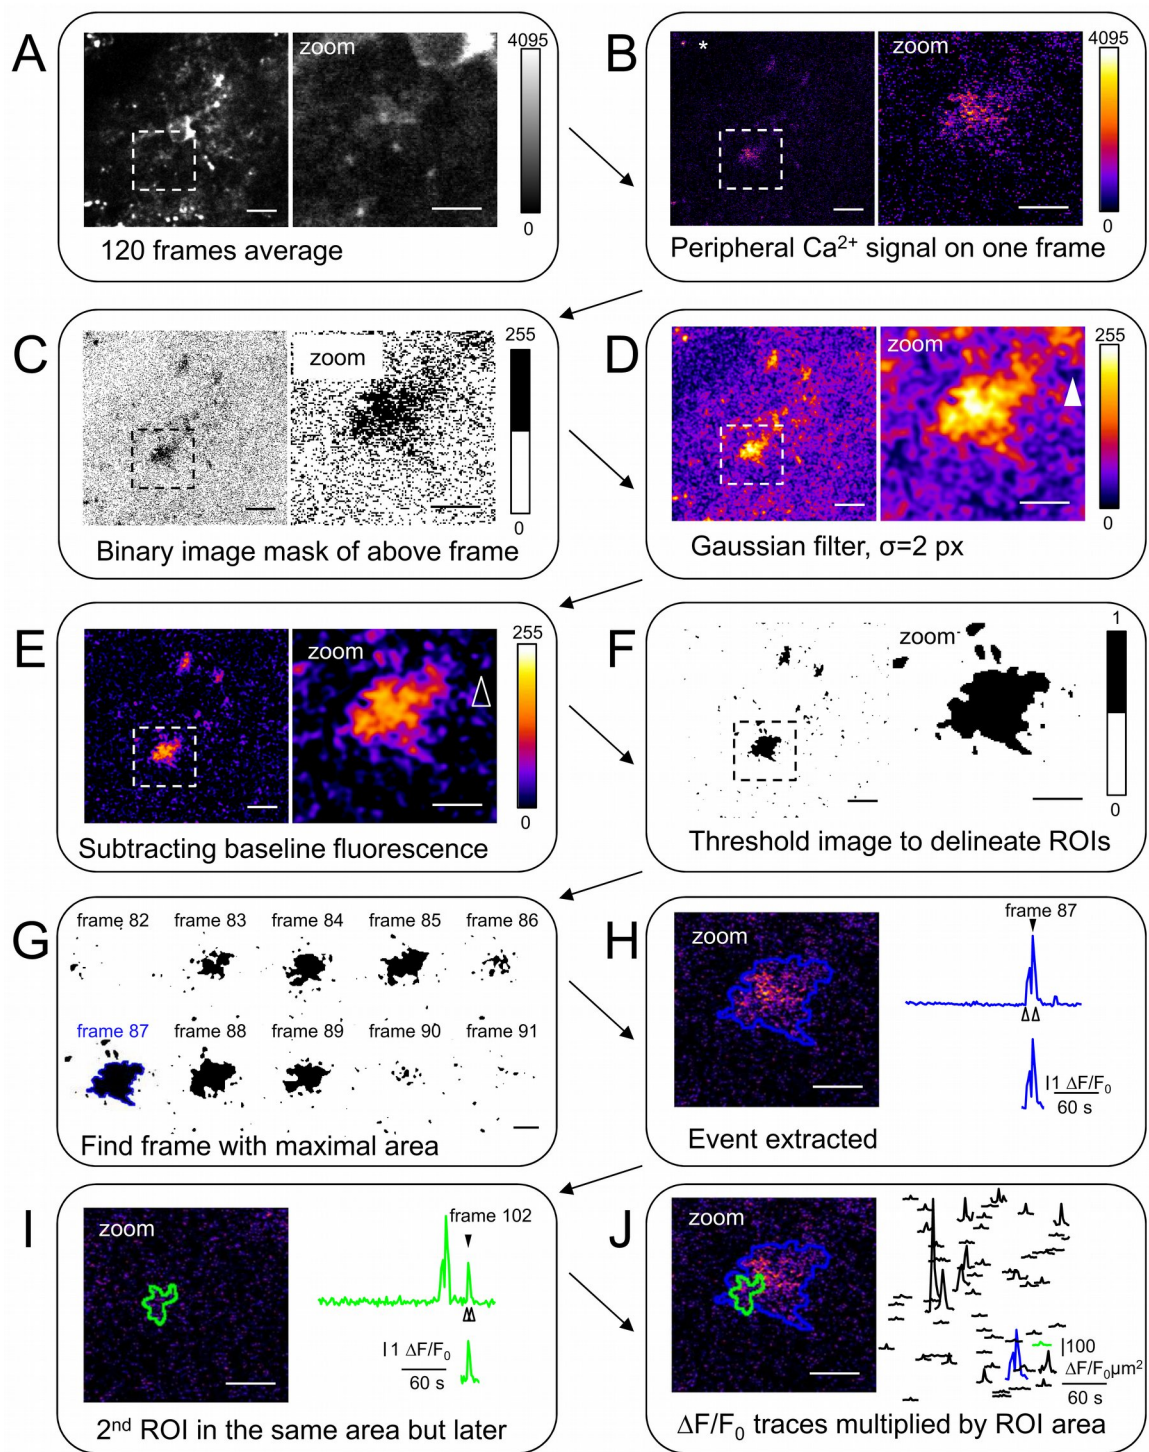 A
zoom
4095
0
120 frames average
B
*
zoom
4095
0
Peripheral Ca²⁺ signal on one frame
C
zoom
255
0
Binary image mask of above frame
D
zoom
255
0
Gaussian filter, σ=2 px
E
zoom
255
0
Subtracting baseline fluorescence
F
zoom
1
0
Threshold image to delineate ROIs
G
frame 82 frame 83 frame 84 frame 85 frame 86
frame 87 frame 88 frame 89 frame 90 frame 91
Find frame with maximal area
H
zoom
frame 87
1 ΔF/F₀
60 s
Event extracted
I
zoom
frame 102
1 ΔF/F₀
60 s
2ⁿᵈ ROI in the same area but later
J
zoom
100
ΔF/F₀µm²
60 s
ΔF/F₀ traces multiplied by ROI area